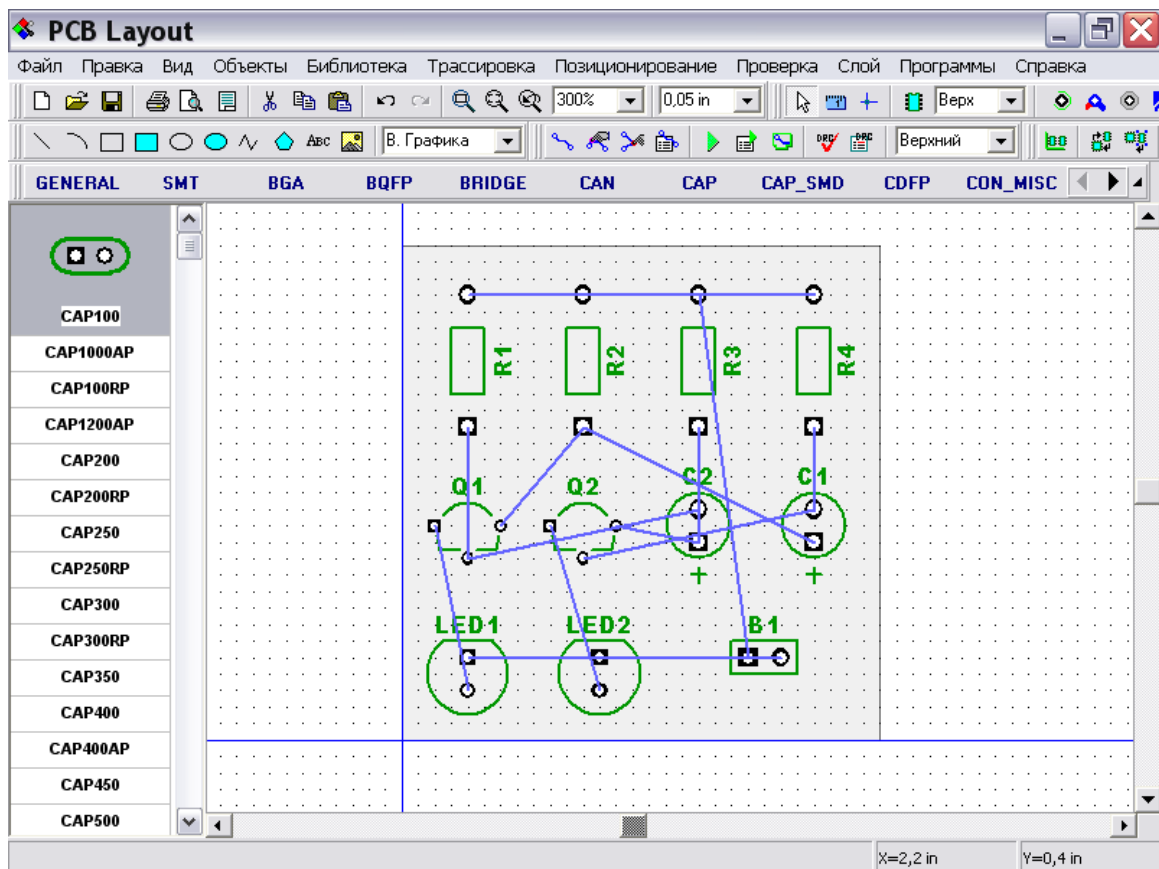 PCB Layout
Файл Правка Вид Объекты Библиотека Трассировка Позиционирование Проверка Слой Программы Справка
300% 0,05 in Верх
ABC В. Графика DRC DRC Верхний
GENERAL SMT BGA BQFP BRIDGE CAN CAP CAP_SMD CDFP CON_MISC
CAP100
CAP1000AP
CAP100RP
CAP1200AP
CAP200
CAP200RP
CAP250
CAP250RP
CAP300
CAP300RP
CAP350
CAP400
CAP400AP
CAP450
CAP500
R1 R2 R3 R4
Q1 Q2 C2 C1
+ +
LED1 LED2 B1
X=2,2 in Y=0,4 in